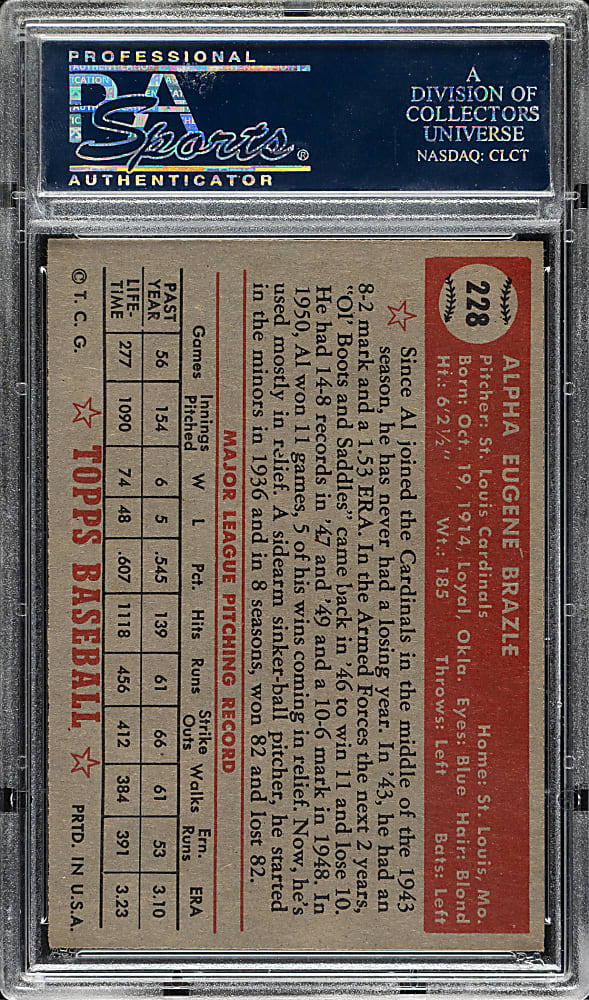 PROFESSIONAL
PSA
Sports®
AUTHENTICATOR
A
DIVISION OF
COLLECTORS
UNIVERSE
NASDAQ: CLCT
228
ALPHA EUGENE BRAZLE
Pitcher: St. Louis Cardinals Home: St. Louis, Mo.
Born: Oct. 19, 1914, Loyal, Okla. Eyes: Blue Hair: Blond
Ht.: 6'2½" Wt.: 185 Throws: Left Bats: Left
Since Al joined the Cardinals in the middle of the 1943
season, he has never had a losing year. In '43, he had an
8-2 mark and a 1.53 ERA. In the Armed Forces the next 2 years,
"Ol' Boots and Saddles" came back in '46 to win 11 and lose 10.
He had 14-8 records in '47 and '49 and a 10-6 mark in 1948. In
1950, Al won 11 games, 5 of his wins coming in relief. Now, he's
used mostly in relief. A sidearm sinker-ball pitcher, he started
in the minors in 1936 and in 8 seasons, won 82 and lost 82.
MAJOR LEAGUE PITCHING RECORD
Games Innings Pitched W L Pct. Hits Runs Strike Outs Walks Ern. Runs ERA
PAST YEAR 56 154 6 5 .545 139 61 66 61 53 3.10
LIFE-TIME 277 1090 74 48 .607 1118 456 412 384 391 3.23
© T. C. G. TOPPS BASEBALL PRTD. IN U.S.A.